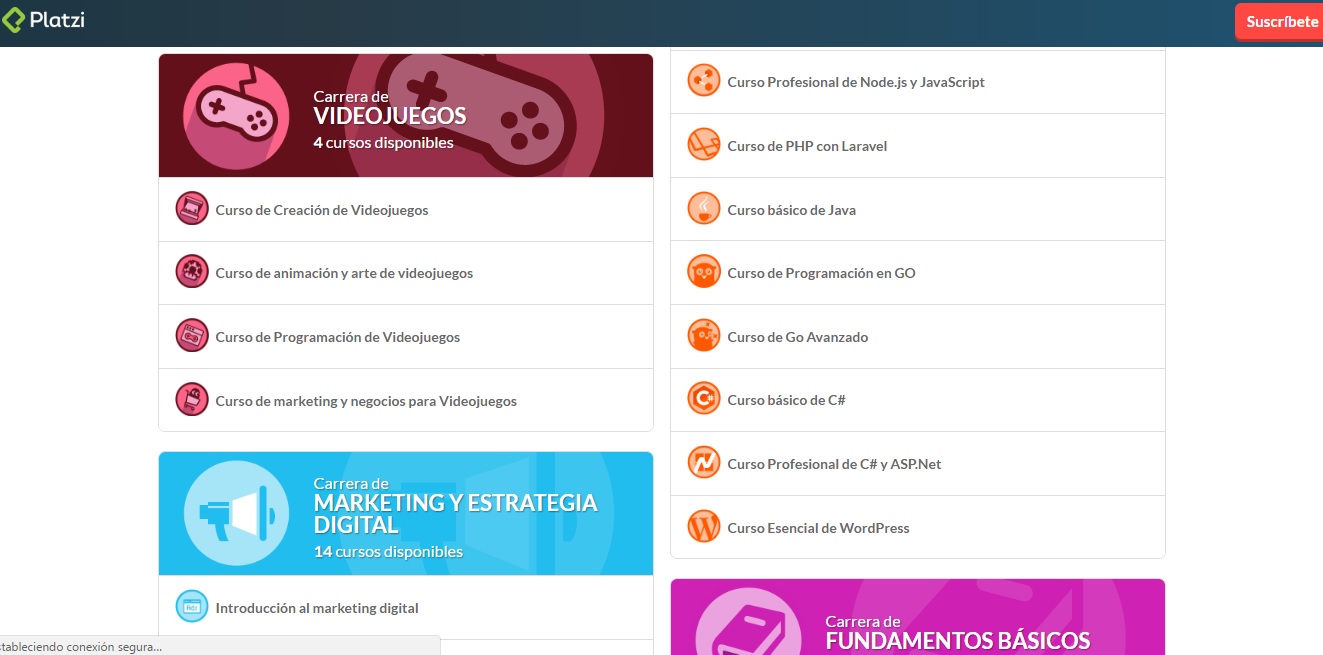 Platzi
Suscríbete
Carrera de
VIDEOJUEGOS
4 cursos disponibles
Curso de Creación de Videojuegos
Curso de animación y arte de videojuegos
Curso de Programación de Videojuegos
Curso de marketing y negocios para Videojuegos
Carrera de
MARKETING Y ESTRATEGIA
DIGITAL
14 cursos disponibles
Introducción al marketing digital
Curso Profesional de Node.js y JavaScript
Curso de PHP con Laravel
Curso básico de Java
Curso de Programación en GO
Curso de Go Avanzado
Curso básico de C#
Curso Profesional de C# y ASP.Net
Curso Esencial de WordPress
Carrera de
FUNDAMENTOS BÁSICOS
stableciendo conexión segura...